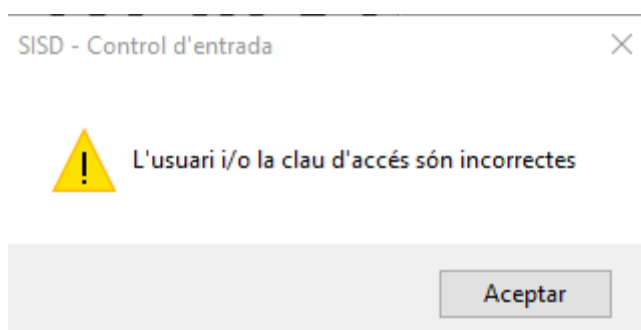 SISD - Control d'entrada
L'usuari i/o la clau d'accés són incorrectes
Aceptar